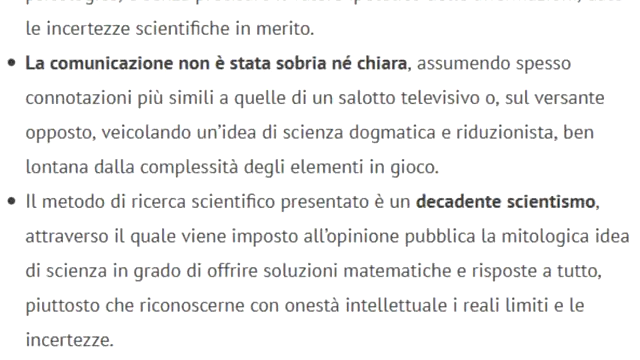 le incertezze scientifiche in merito.
• La comunicazione non è stata sobria né chiara, assumendo spesso
connotazioni più simili a quelle di un salotto televisivo o, sul versante
opposto, veicolando un’idea di scienza dogmatica e riduzionista, ben
lontana dalla complessità degli elementi in gioco.
• Il metodo di ricerca scientifico presentato è un decadente scientismo,
attraverso il quale viene imposto all’opinione pubblica la mitologica idea
di scienza in grado di offrire soluzioni matematiche e risposte a tutto,
piuttosto che riconoscerne con onestà intellettuale i reali limiti e le
incertezze.